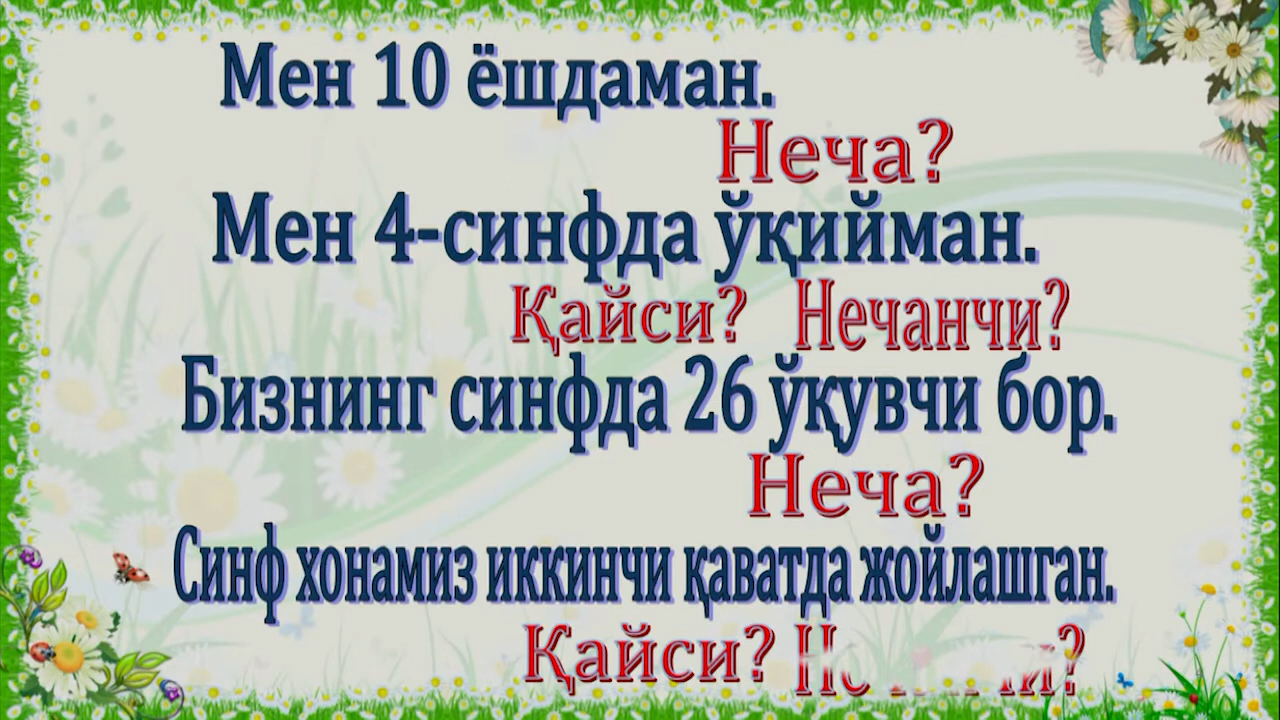 Мен 10 ёшдаман.
Неча?
Мен 4-синфда ўқийман.
Қайси? Нечанчи?
Бизнинг синфда 26 ўқувчи бор.
Неча?
Синф хонамиз иккинчи қаватда жойлашган.
Қайси?